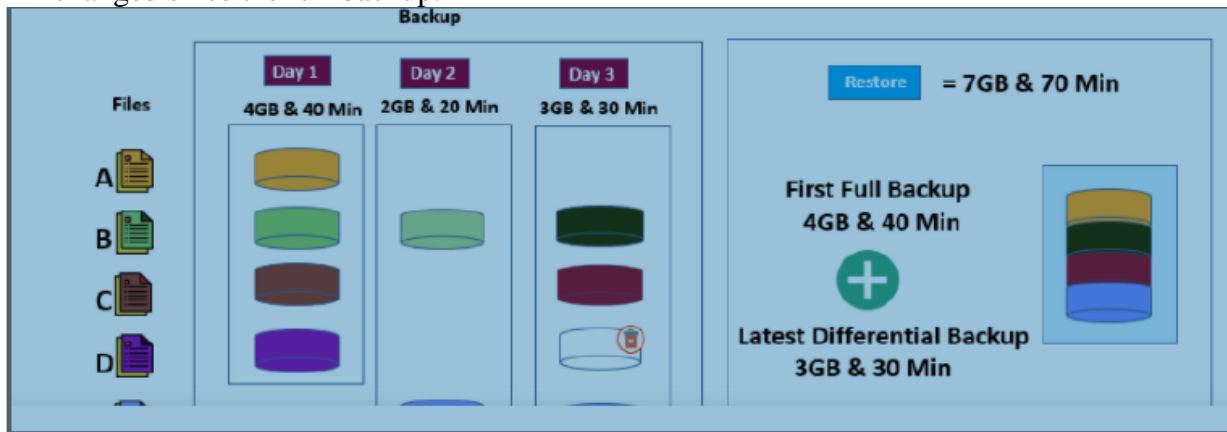 Backup
Day 1
Day 2
Day 3
Files
4GB & 40 Min
2GB & 20 Min
3GB & 30 Min
A
B
C
D
Restore
= 7GB & 70 Min
First Full Backup
4GB & 40 Min
Latest Differential Backup
3GB & 30 Min